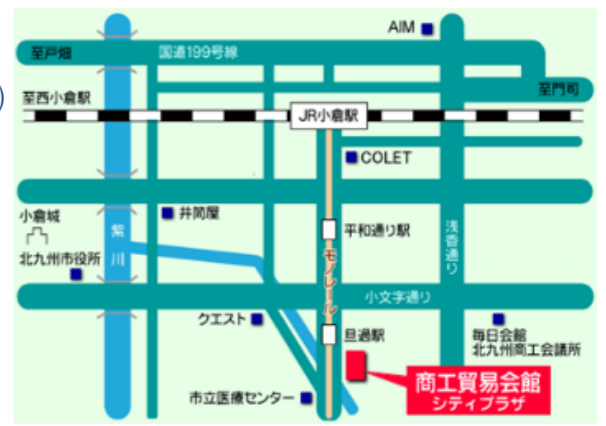 AIM
至戸畑
国道199号線
至西小倉駅
至門司
JR小倉駅
COLET
小倉城
井筒屋
紫川
平和通り駅
浅香通り
北九州市役所
モノレール
小文字通り
クエスト
旦過駅
毎日会館
北九州商工会議所
商工貿易会館
シティプラザ
市立医療センター
)